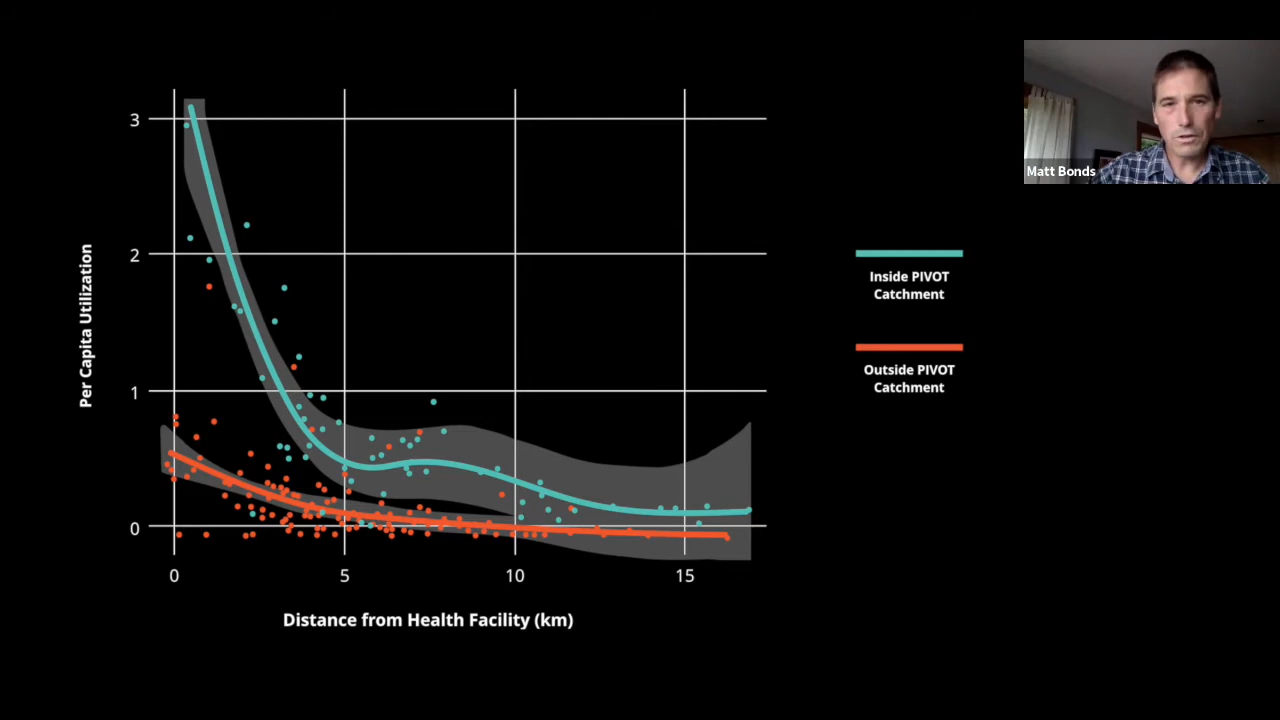 Matt Bonds
3
2
1
0
Per Capita Utilization
0 5 10 15
Distance from Health Facility (km)
Inside PIVOT
Catchment
Outside PIVOT
Catchment